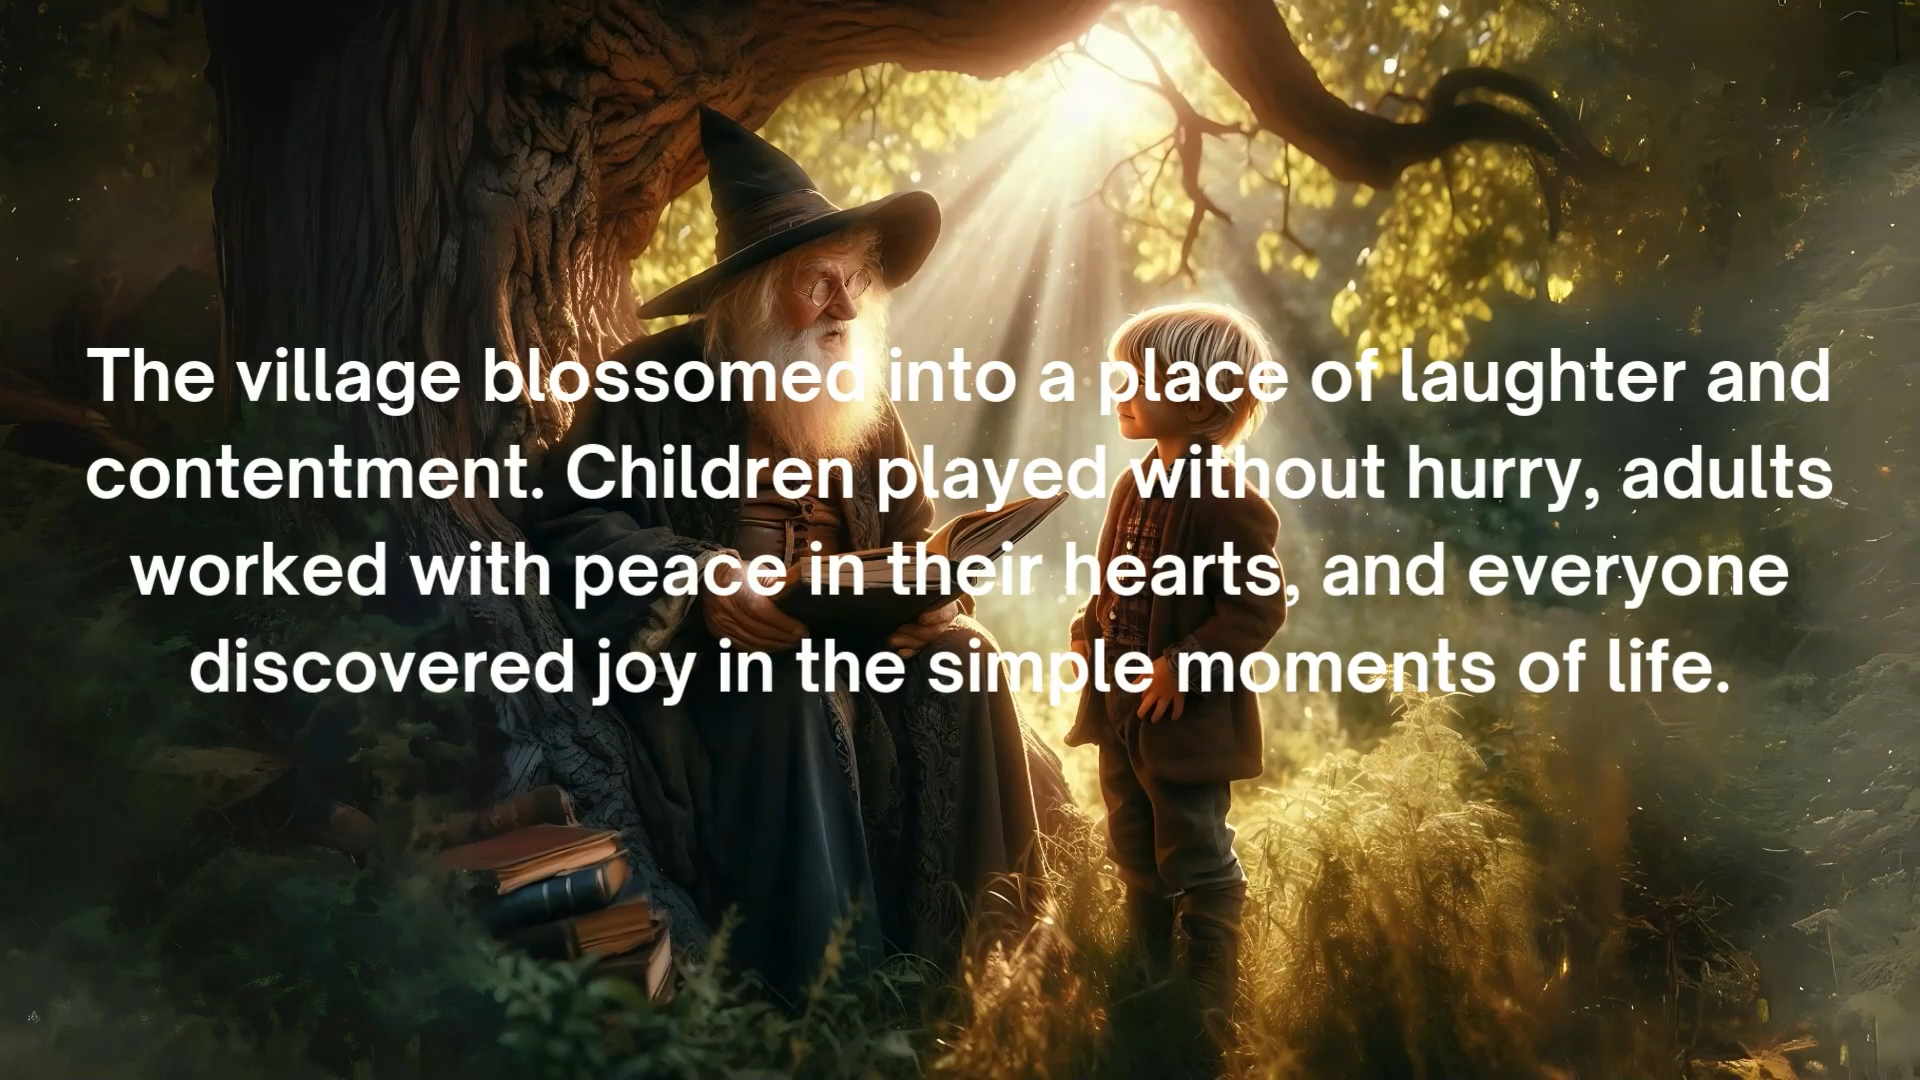 The village blossomed into a place of laughter and
contentment. Children played without hurry, adults
worked with peace in their hearts, and everyone
discovered joy in the simple moments of life.